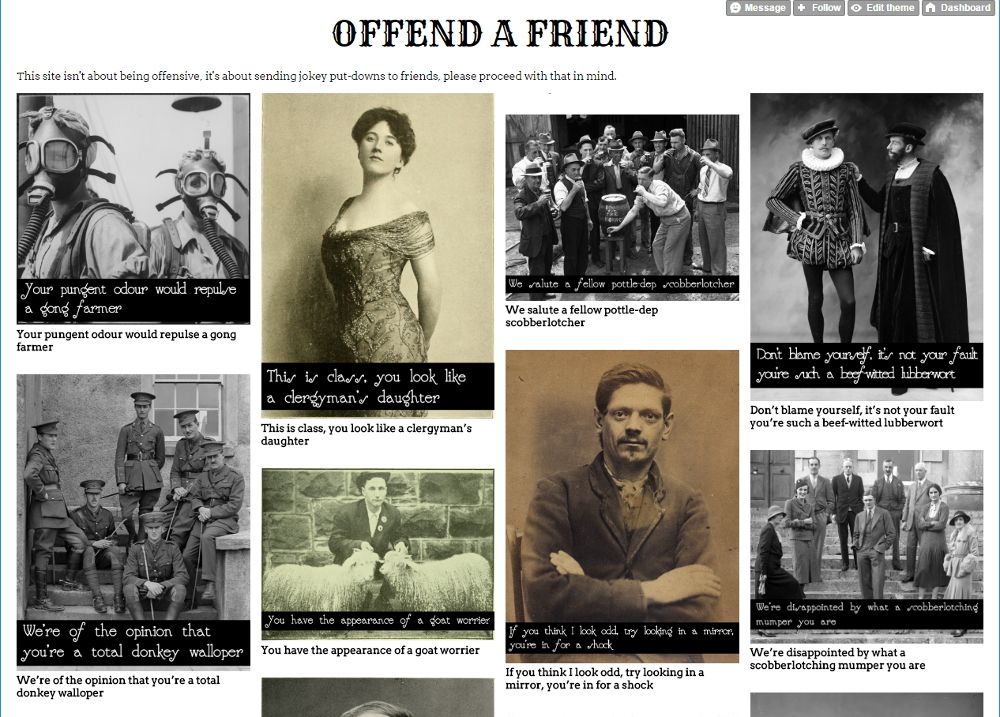 Message
Follow
Edit theme
Dashboard
OFFEND A FRIEND
This site isn't about being offensive, it's about sending jokey put-downs to friends, please proceed with that in mind.
Your pungent odour would repulse
a gong farmer
Your pungent odour would repulse a gong
farmer
We're of the opinion that
you're a total donkey walloper
We're of the opinion that you're a total
donkey walloper
This is class, you look like
a clergyman's daughter
This is class, you look like a clergyman's
daughter
You have the appearance of a goat worrier
You have the appearance of a goat worrier
We salute a fellow pottle-dep scobberlotcher
We salute a fellow pottle-dep
scobberlotcher
If you think I look odd, try looking in a mirror,
you're in for a shock
If you think I look odd, try looking in a
mirror, you're in for a shock
Don't blame yourself, it's not your fault
you're such a beef-witted lubberwort
Don't blame yourself, it's not your fault
you're such a beef-witted lubberwort
We're disappointed by what a scobberlotching
mumper you are
We're disappointed by what a
scobberlotching mumper you are